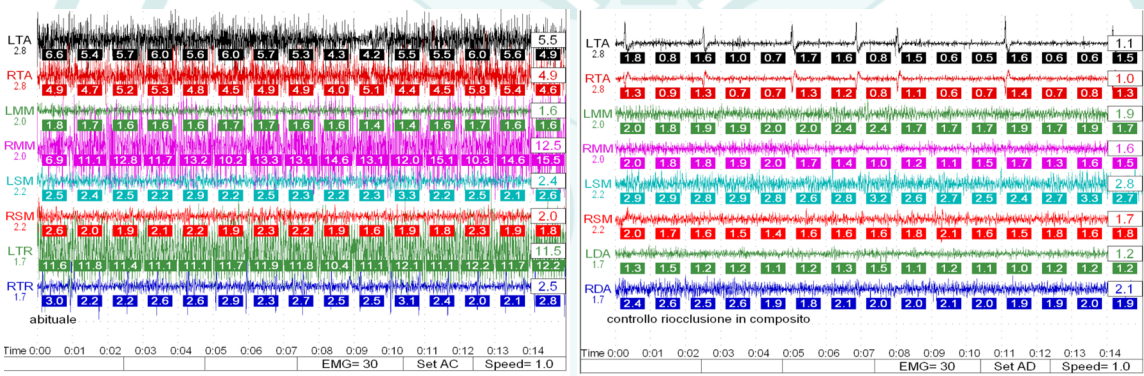 LTA 5.5
2.8 6.6 5.4 5.7 6.0 5.6 6.0 5.7 5.3 4.3 4.2 5.5 5.5 6.0 5.6 4.9
RTA 4.9
2.8 4.9 4.7 5.2 5.3 4.8 4.5 4.9 4.9 4.0 5.1 4.4 4.5 5.8 5.4 4.6
LMM 1.6
2.0 1.8 1.7 1.6 1.6 1.6 1.7 1.7 1.6 1.6 1.4 1.4 1.6 1.7 1.6 1.6
RMM 12.5
2.0 6.9 11.1 12.8 11.7 13.2 10.2 13.3 13.1 14.6 13.1 12.0 15.1 10.3 14.6 15.5
LSM 2.4
2.2 2.5 2.4 2.5 2.2 2.9 2.2 2.5 2.2 2.3 2.2 3.3 2.2 2.5 2.1 2.6
RSM 2.0
2.2 2.6 2.0 1.9 2.1 2.2 1.9 2.3 2.2 1.9 1.6 1.9 1.8 2.3 1.9 1.8
LTR 11.5
1.7 11.6 11.8 11.4 11.1 11.1 11.7 11.9 11.8 10.4 11.1 12.1 11.1 12.2 11.7 12.2
RTR 2.5
1.7 3.0 2.2 2.2 2.6 2.6 2.9 2.3 2.7 2.5 2.5 3.1 2.4 2.0 2.1 2.8
abituale
Time 0:00 0:01 0:02 0:03 0:04 0:05 0:06 0:07 0:08 0:09 0:10 0:11 0:12 0:13 0:14
EMG= 30 Set AC Speed= 1.0
LTA 1.1
2.8 1.8 0.8 1.6 1.0 0.7 1.7 1.6 0.8 1.5 0.6 0.5 1.6 0.6 0.6 1.5
RTA 1.0
2.8 1.3 0.9 1.3 0.7 0.7 1.3 1.2 0.8 1.1 0.6 0.7 1.4 0.7 0.8 1.3
LMM 1.9
2.0 2.0 1.8 1.9 1.9 2.0 2.0 2.4 2.4 1.7 1.7 1.7 1.9 1.7 1.9 1.7
RMM 1.6
2.0 2.0 1.8 1.8 1.9 1.7 1.4 1.0 1.2 1.1 1.5 1.7 1.3 1.6 1.5
LSM 2.8
2.2 2.9 2.8 2.9 2.8 2.6 2.8 3.2 2.6 2.7 2.5 2.7 2.4 2.7 3.3 2.7
RSM 1.7
2.2 2.0 1.7 1.6 1.6 1.6 1.6 1.6 1.8 2.1 1.6 1.5 1.6 1.8 1.6 1.8
LDA 1.2
1.7 1.3 1.5 1.2 1.2 1.1 1.2 1.3 1.5 1.1 1.2 1.1 1.0 1.2 1.1 1.2
RDA 2.1
1.7 2.4 2.6 2.5 2.6 1.9 1.8 2.1 2.0 2.0 2.1 2.0 1.9 1.9 2.0 1.9
controllo riocclusione in composito
Time 0:00 0:01 0:02 0:03 0:04 0:05 0:06 0:07 0:08 0:09 0:10 0:11 0:12 0:13 0:14
EMG= 30 Set AD Speed= 1.0